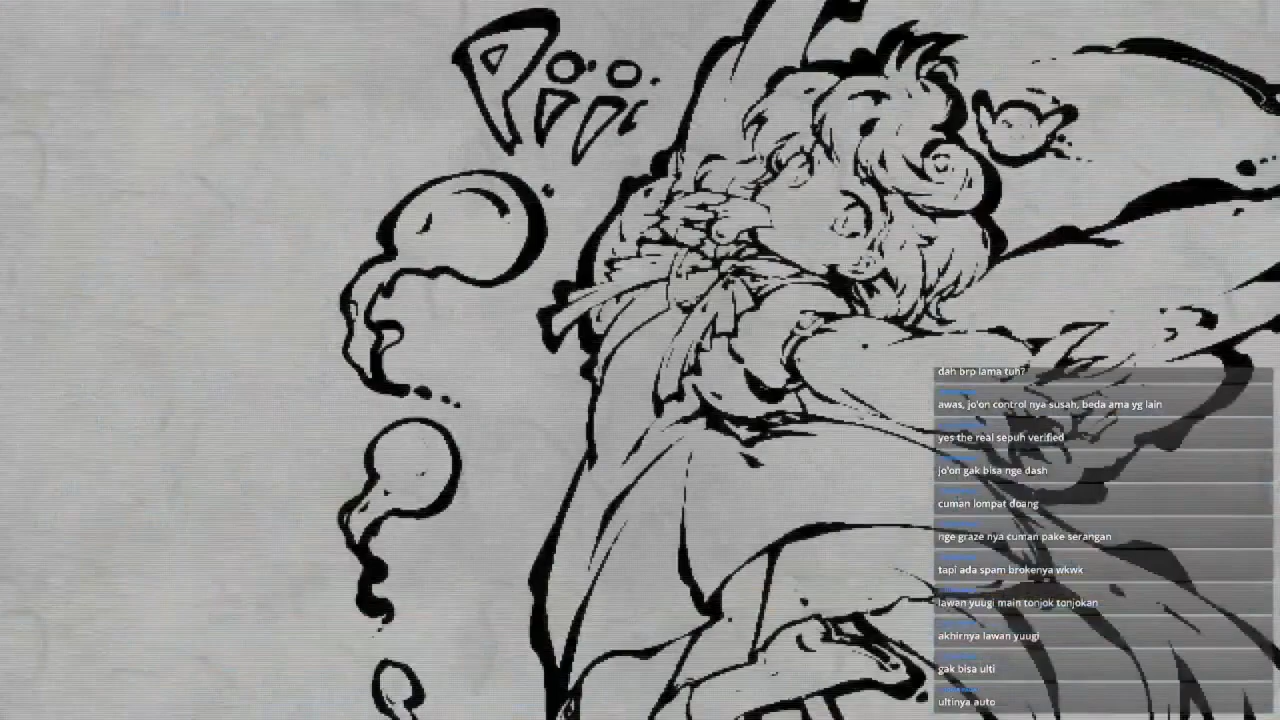 dah brp lama tuh?
awas, jo'on control nya susah, beda ama yg lain
yes the real sepuh verified
jo'on gak bisa nge dash
cuman lompat doang
nge graze nya cuman pake serangan
tapi ada spam brokenya wkwk
lawan yuugi main tonjok tonjokan
akhirnya lawan yuugi
gak bisa ulti
ultinya auto